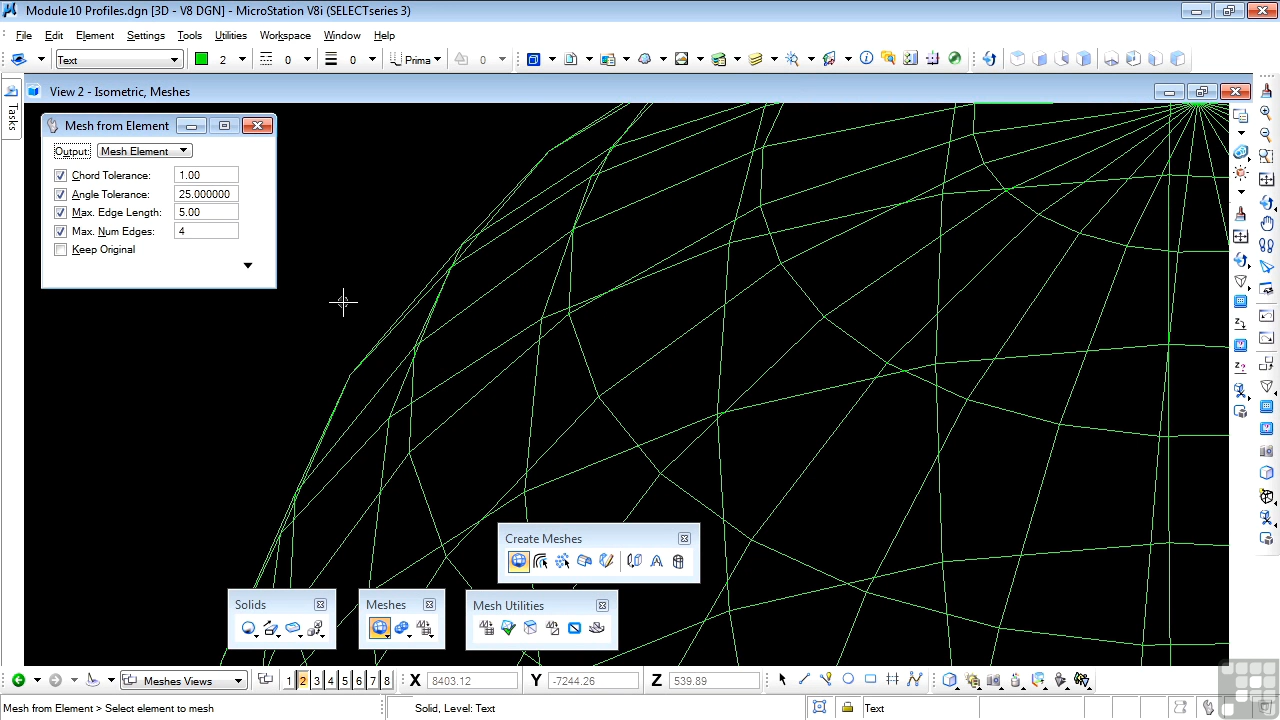 Module 10 Profiles.dgn [3D - V8 DGN] - MicroStation V8i (SELECTseries 3)
File Edit Element Settings Tools Utilities Workspace Window Help
Text 2 0 0 Prima 0
View 2 - Isometric, Meshes
Tasks
Mesh from Element
Output: Mesh Element
Chord Tolerance: 1.00
Angle Tolerance: 25.000000
Max. Edge Length: 5.00
Max. Num Edges: 4
Keep Original
Create Meshes
Solids Meshes Mesh Utilities
Meshes Views 1 2 3 4 5 6 7 8 X 8403.12 Y -7244.26 Z 539.89
Mesh from Element > Select element to mesh Solid, Level: Text Text